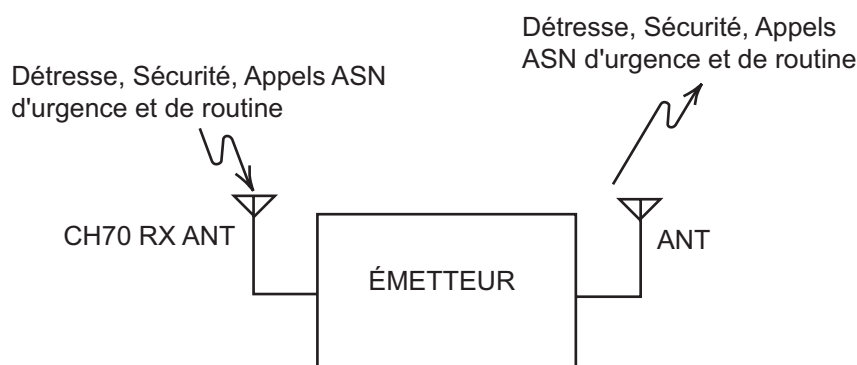 Détresse, Sécurité, Appels
ASN d'urgence et de routine
Détresse, Sécurité, Appels ASN
d'urgence et de routine
CH70 RX ANT
ANT
ÉMETTEUR